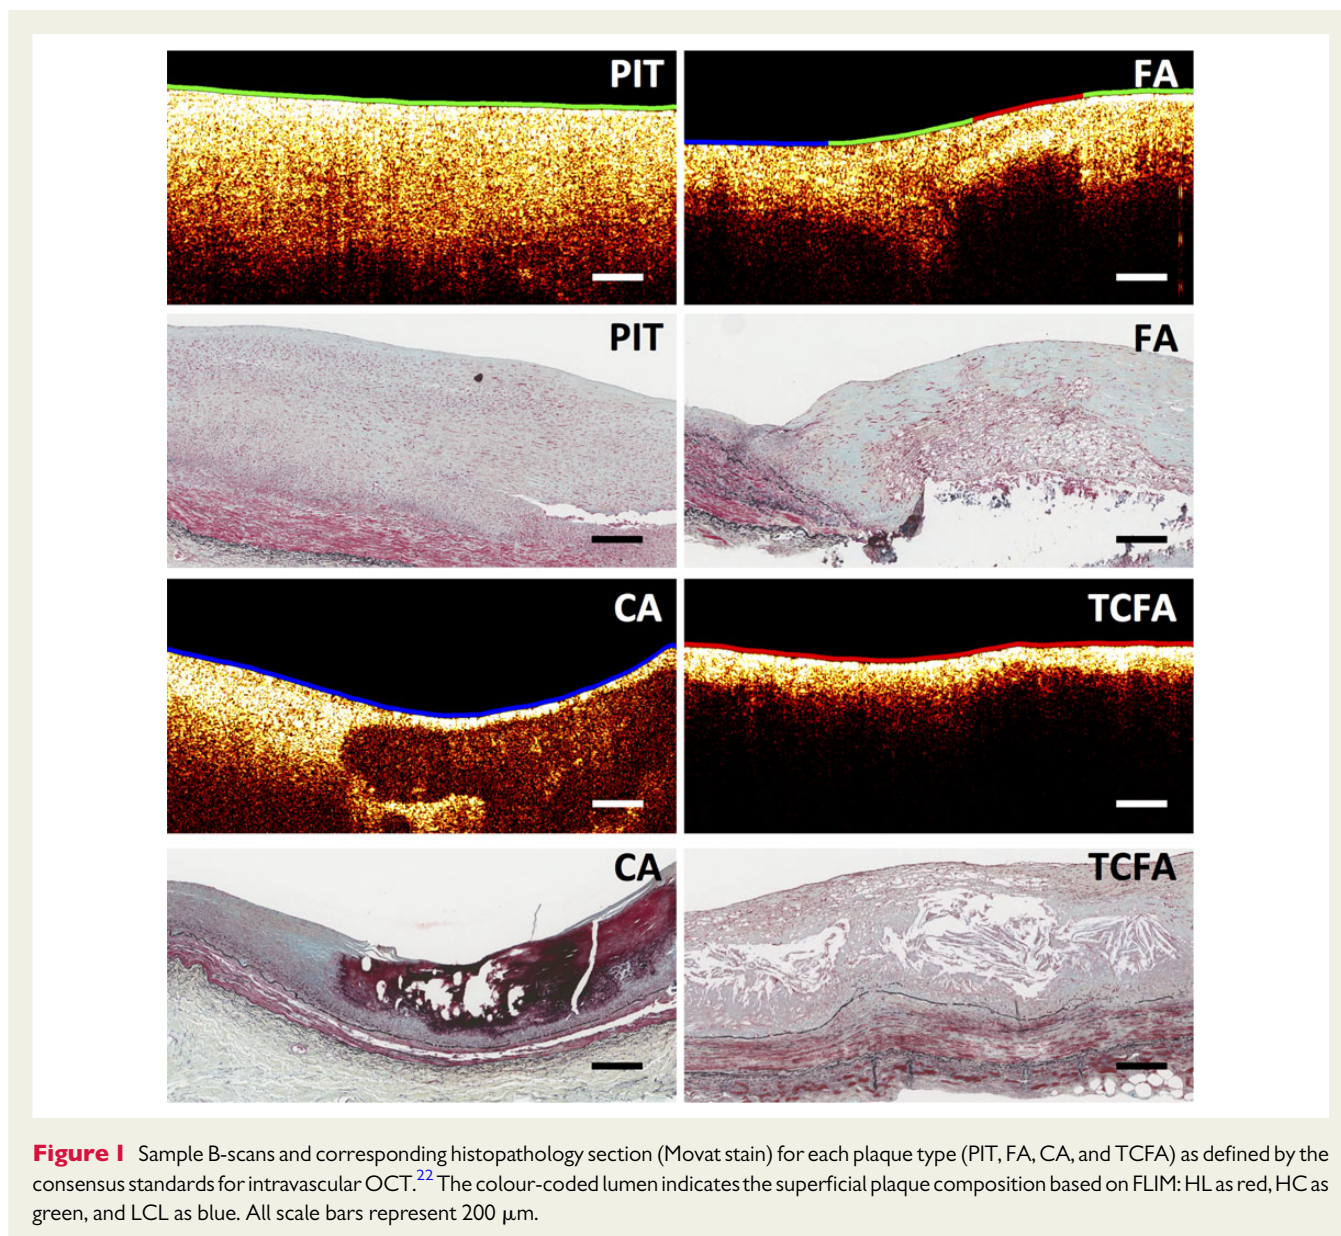 PIT
FA
PIT
FA
CA
TCFA
CA
TCFA
Figure 1 Sample B-scans and corresponding histopathology section (Movat stain) for each plaque type (PIT, FA, CA, and TCFA) as defined by the
consensus standards for intravascular OCT.22 The colour-coded lumen indicates the superficial plaque composition based on FLIM: HL as red, HC as
green, and LCL as blue. All scale bars represent 200 μm.